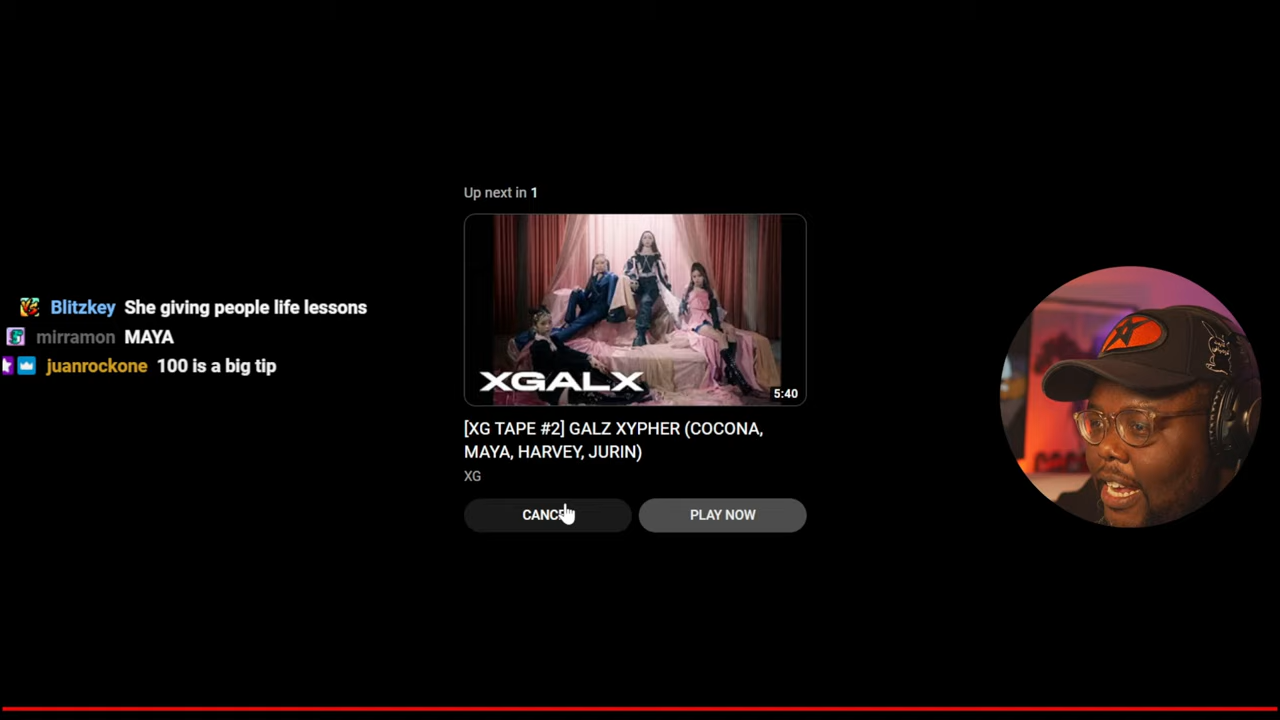 Up next in 1
XGALX
5:40
Blitzkey She giving people life lessons
mirramon MAYA
juanrockone 100 is a big tip
[XG TAPE #2] GALZ XYPHER (COCONA,
MAYA, HARVEY, JURIN)
XG
CANCEL
PLAY NOW